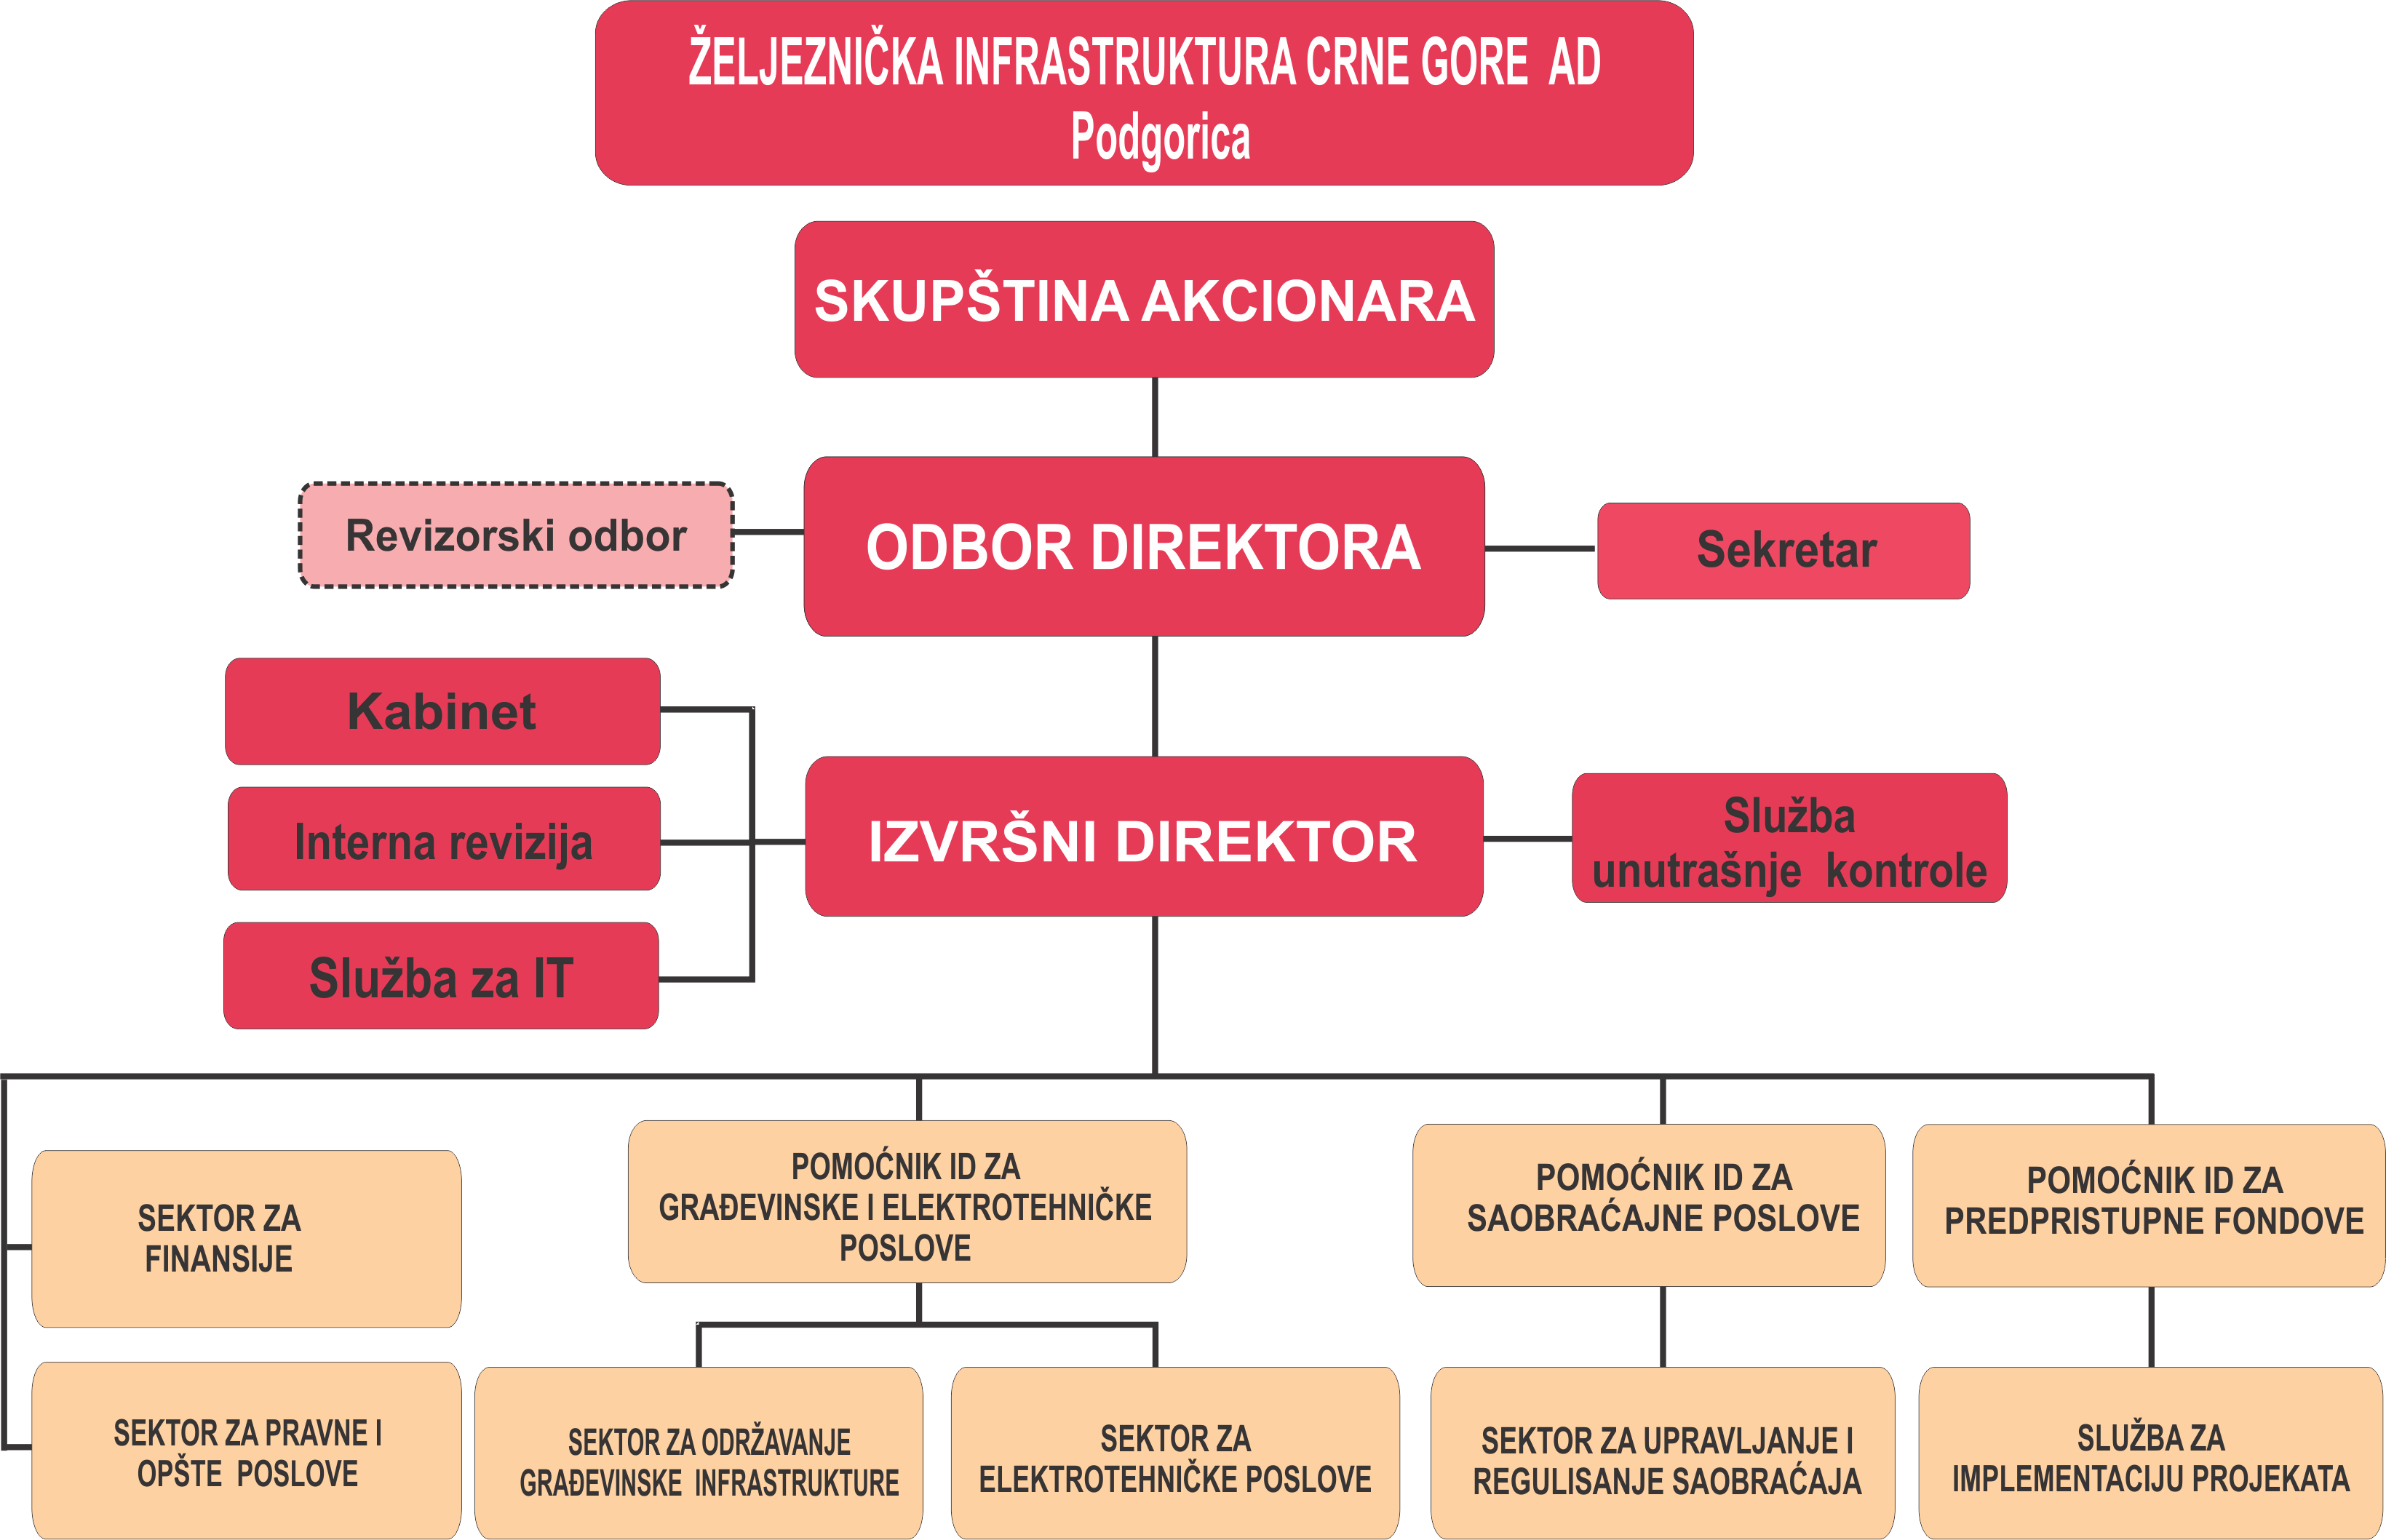 ŽELJEZNIČKA INFRASTRUKTURA CRNE GORE AD
Podgorica
SKUPŠTINA AKCIONARA
Revizorski odbor
ODBOR DIREKTORA
Sekretar
Kabinet
Interna revizija
Služba za IT
IZVRŠNI DIREKTOR
Služba
unutrašnje kontrole
SEKTOR ZA
FINANSIJE
POMOĆNIK ID ZA
GRAĐEVINSKE I ELEKTROTEHNIČKE
POSLOVE
POMOĆNIK ID ZA
SAOBRAĆAJNE POSLOVE
POMOĆNIK ID ZA
PREDPRISTUPNE FONDOVE
SEKTOR ZA PRAVNE I
OPŠTE POSLOVE
SEKTOR ZA ODRŽAVANJE
GRAĐEVINSKE INFRASTRUKTURE
SEKTOR ZA
ELEKTROTEHNIČKE POSLOVE
SEKTOR ZA UPRAVLJANJE I
REGULISANJE SAOBRAĆAJA
SLUŽBA ZA
IMPLEMENTACIJU PROJEKATA